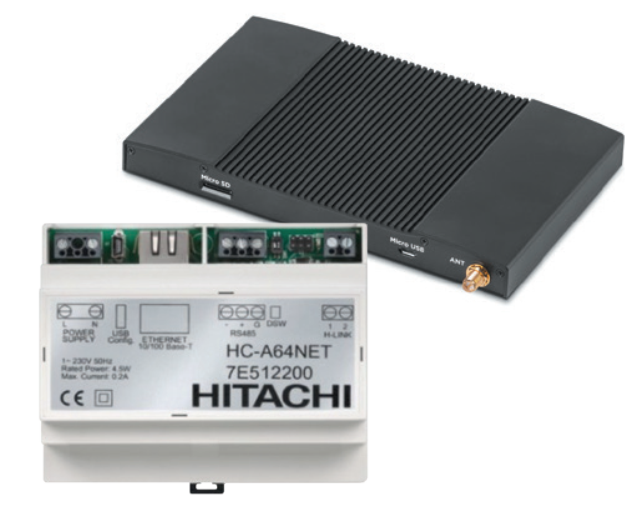 Micro SD
Micro USB
ANT
L N
POWER
SUPPLY
USB
Config.
ETHERNET
10/100 Base-T
- + G
RS485
DSW
1 2
H-LINK
1~ 230V 50Hz
Rated Power: 4.5W
Max. Current: 0.2A
HC-A64NET
7E512200
CE
HITACHI